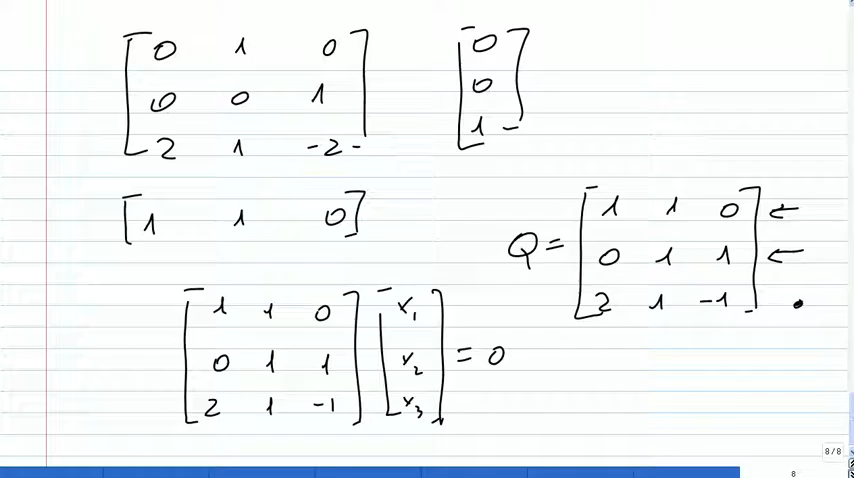 0 1 0
0 0 1
2 1 -2
0
0
1
[1 1 0]
Q =
1 1 0 ←
0 1 1 ←
2 1 -1 •
1 1 0
0 1 1
2 1 -1
x₁
x₂
x₃
= 0
8/8
8